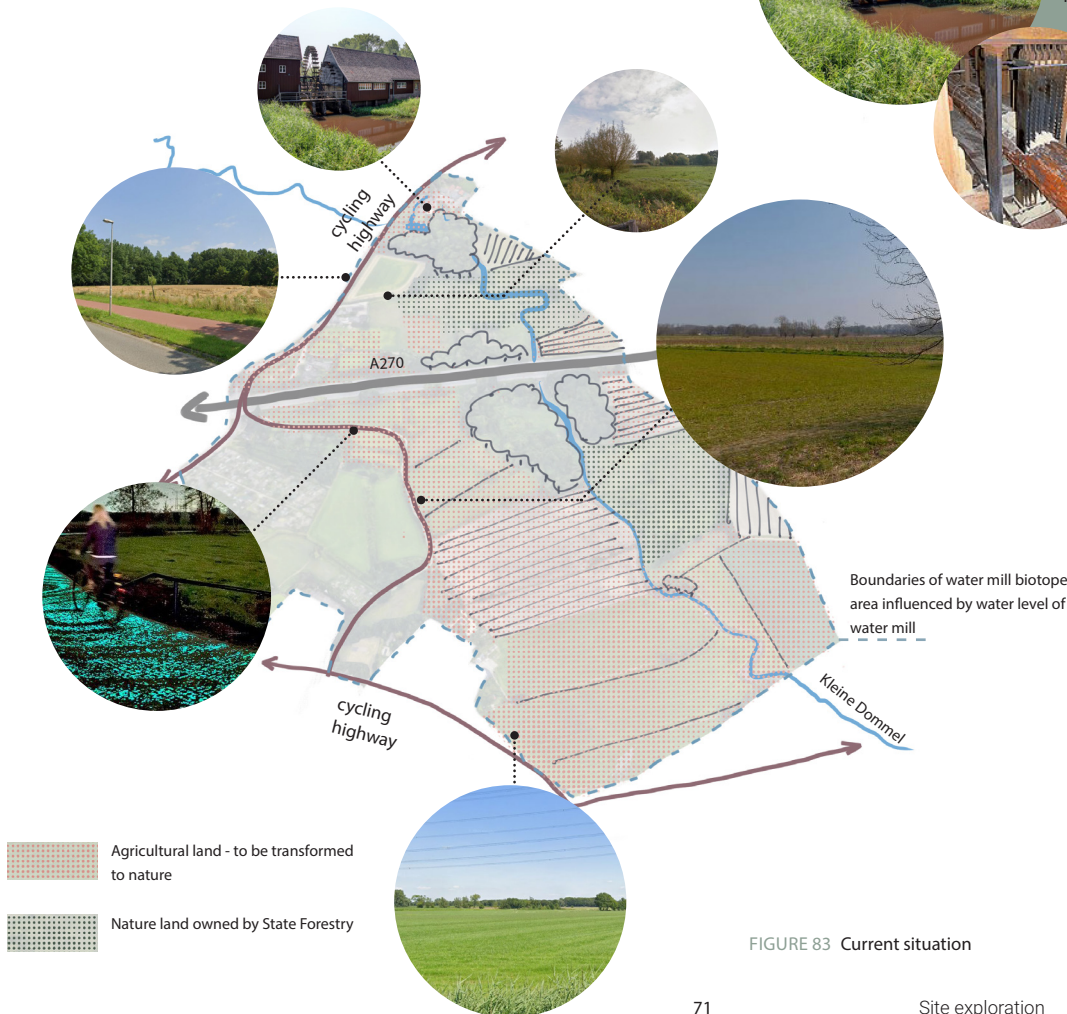 cycling
highway
A270
Boundaries of water mill biotope
area influenced by water level of
water mill
Kleine Dommel
cycling
highway
Agricultural land - to be transformed
to nature
Nature land owned by State Forestry
FIGURE 83 Current situation
71
Site exploration